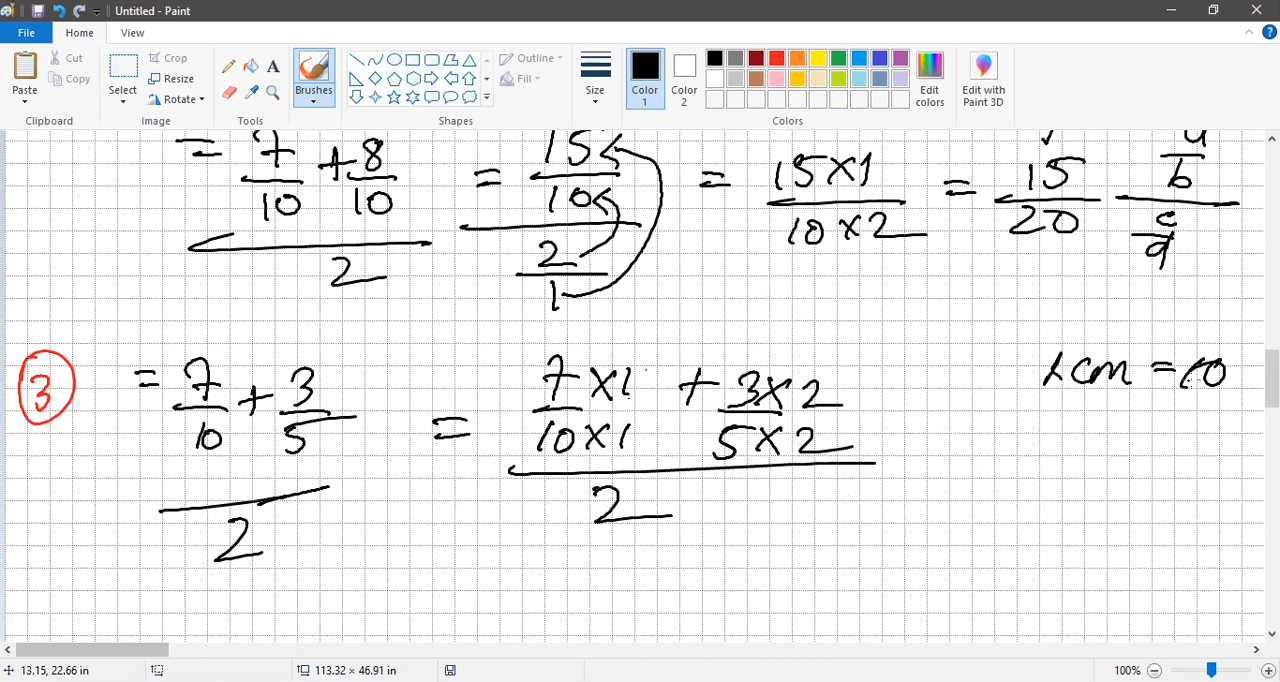 Untitled - Paint
File Home View
Paste Cut Copy Clipboard
Select Crop Resize Rotate Image
A Tools
Brushes
Shapes Outline Fill
Size
Color 1 Color 2 Colors
Edit colors
Edit with Paint 3D
= 7/10 + 8/10 = 15/10 = 15×1 = 15 a/b
2 2/1 10×2 20 c/d
3 = 7/10 + 3/5 = 7×1/10×1 + 3×2/5×2 LCM = 10
2 2
13.15, 22.66 in 113.32 × 46.91 in 100%